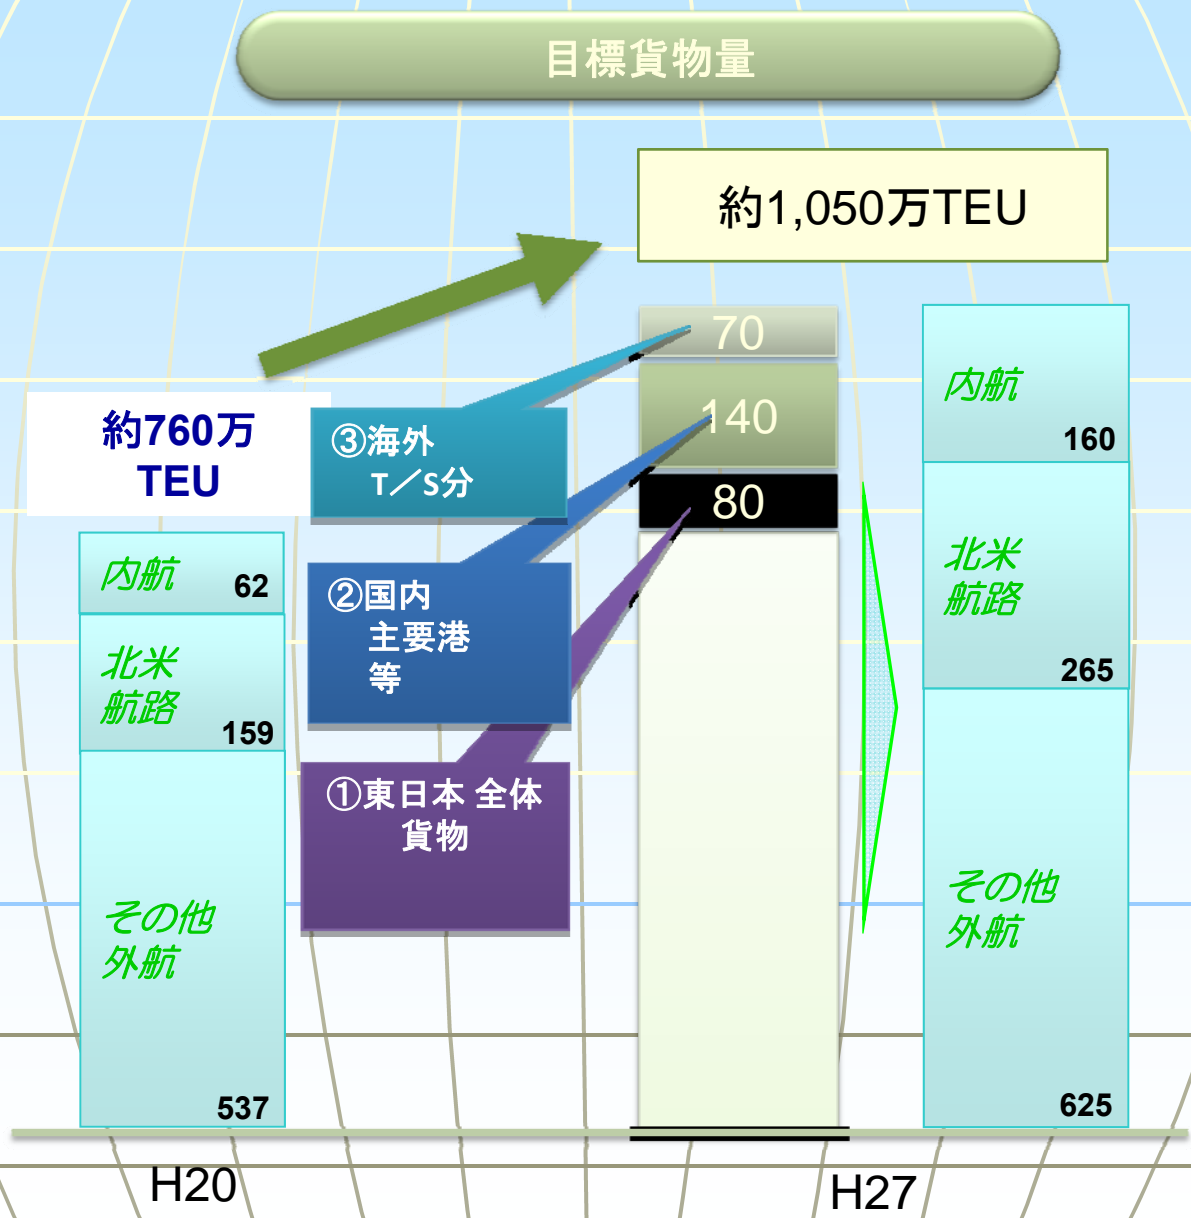 目標貨物量
約1,050万TEU
約760万
TEU
内航
62
北米
航路
159
その他
外航
537
③海外
T／S分
②国内
主要港
等
①東日本 全体
貨物
70
140
80
内航
160
北米
航路
265
その他
外航
625
H20
H27